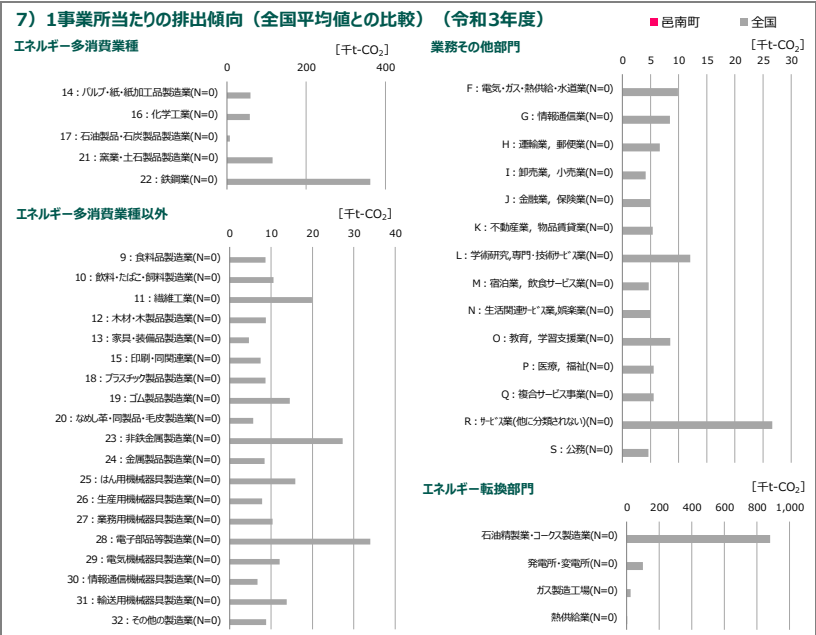 7）1事業所当たりの排出傾向（全国平均値との比較）（令和3年度）
■邑南町 ■全国
エネルギー多消費業種
［千t-CO₂］
0 200 400
14：パルプ・紙・紙加工品製造業(N=0)
16：化学工業(N=0)
17：石油製品・石炭製品製造業(N=0)
21：窯業・土石製品製造業(N=0)
22：鉄鋼業(N=0)
エネルギー多消費業種以外
［千t-CO₂］
0 10 20 30 40
9：食料品製造業(N=0)
10：飲料・たばこ・飼料製造業(N=0)
11：繊維工業(N=0)
12：木材・木製品製造業(N=0)
13：家具・装備品製造業(N=0)
15：印刷・同関連業(N=0)
18：プラスチック製品製造業(N=0)
19：ゴム製品製造業(N=0)
20：なめし革・同製品・毛皮製造業(N=0)
23：非鉄金属製造業(N=0)
24：金属製品製造業(N=0)
25：はん用機械器具製造業(N=0)
26：生産用機械器具製造業(N=0)
27：業務用機械器具製造業(N=0)
28：電子部品等製造業(N=0)
29：電気機械器具製造業(N=0)
30：情報通信機械器具製造業(N=0)
31：輸送用機械器具製造業(N=0)
32：その他の製造業(N=0)
業務その他部門
［千t-CO₂］
0 5 10 15 20 25 30
F：電気・ガス・熱供給・水道業(N=0)
G：情報通信業(N=0)
H：運輸業，郵便業(N=0)
I：卸売業，小売業(N=0)
J：金融業，保険業(N=0)
K：不動産業，物品賃貸業(N=0)
L：学術研究,専門・技術ｻｰﾋﾞｽ業(N=0)
M：宿泊業，飲食サービス業(N=0)
N：生活関連ｻｰﾋﾞｽ業,娯楽業(N=0)
O：教育，学習支援業(N=0)
P：医療，福祉(N=0)
Q：複合サービス事業(N=0)
R：ｻｰﾋﾞｽ業(他に分類されない)(N=0)
S：公務(N=0)
エネルギー転換部門
［千t-CO₂］
0 200 400 600 800 1,000
石油精製業・コークス製造業(N=0)
発電所・変電所(N=0)
ガス製造工場(N=0)
熱供給業(N=0)